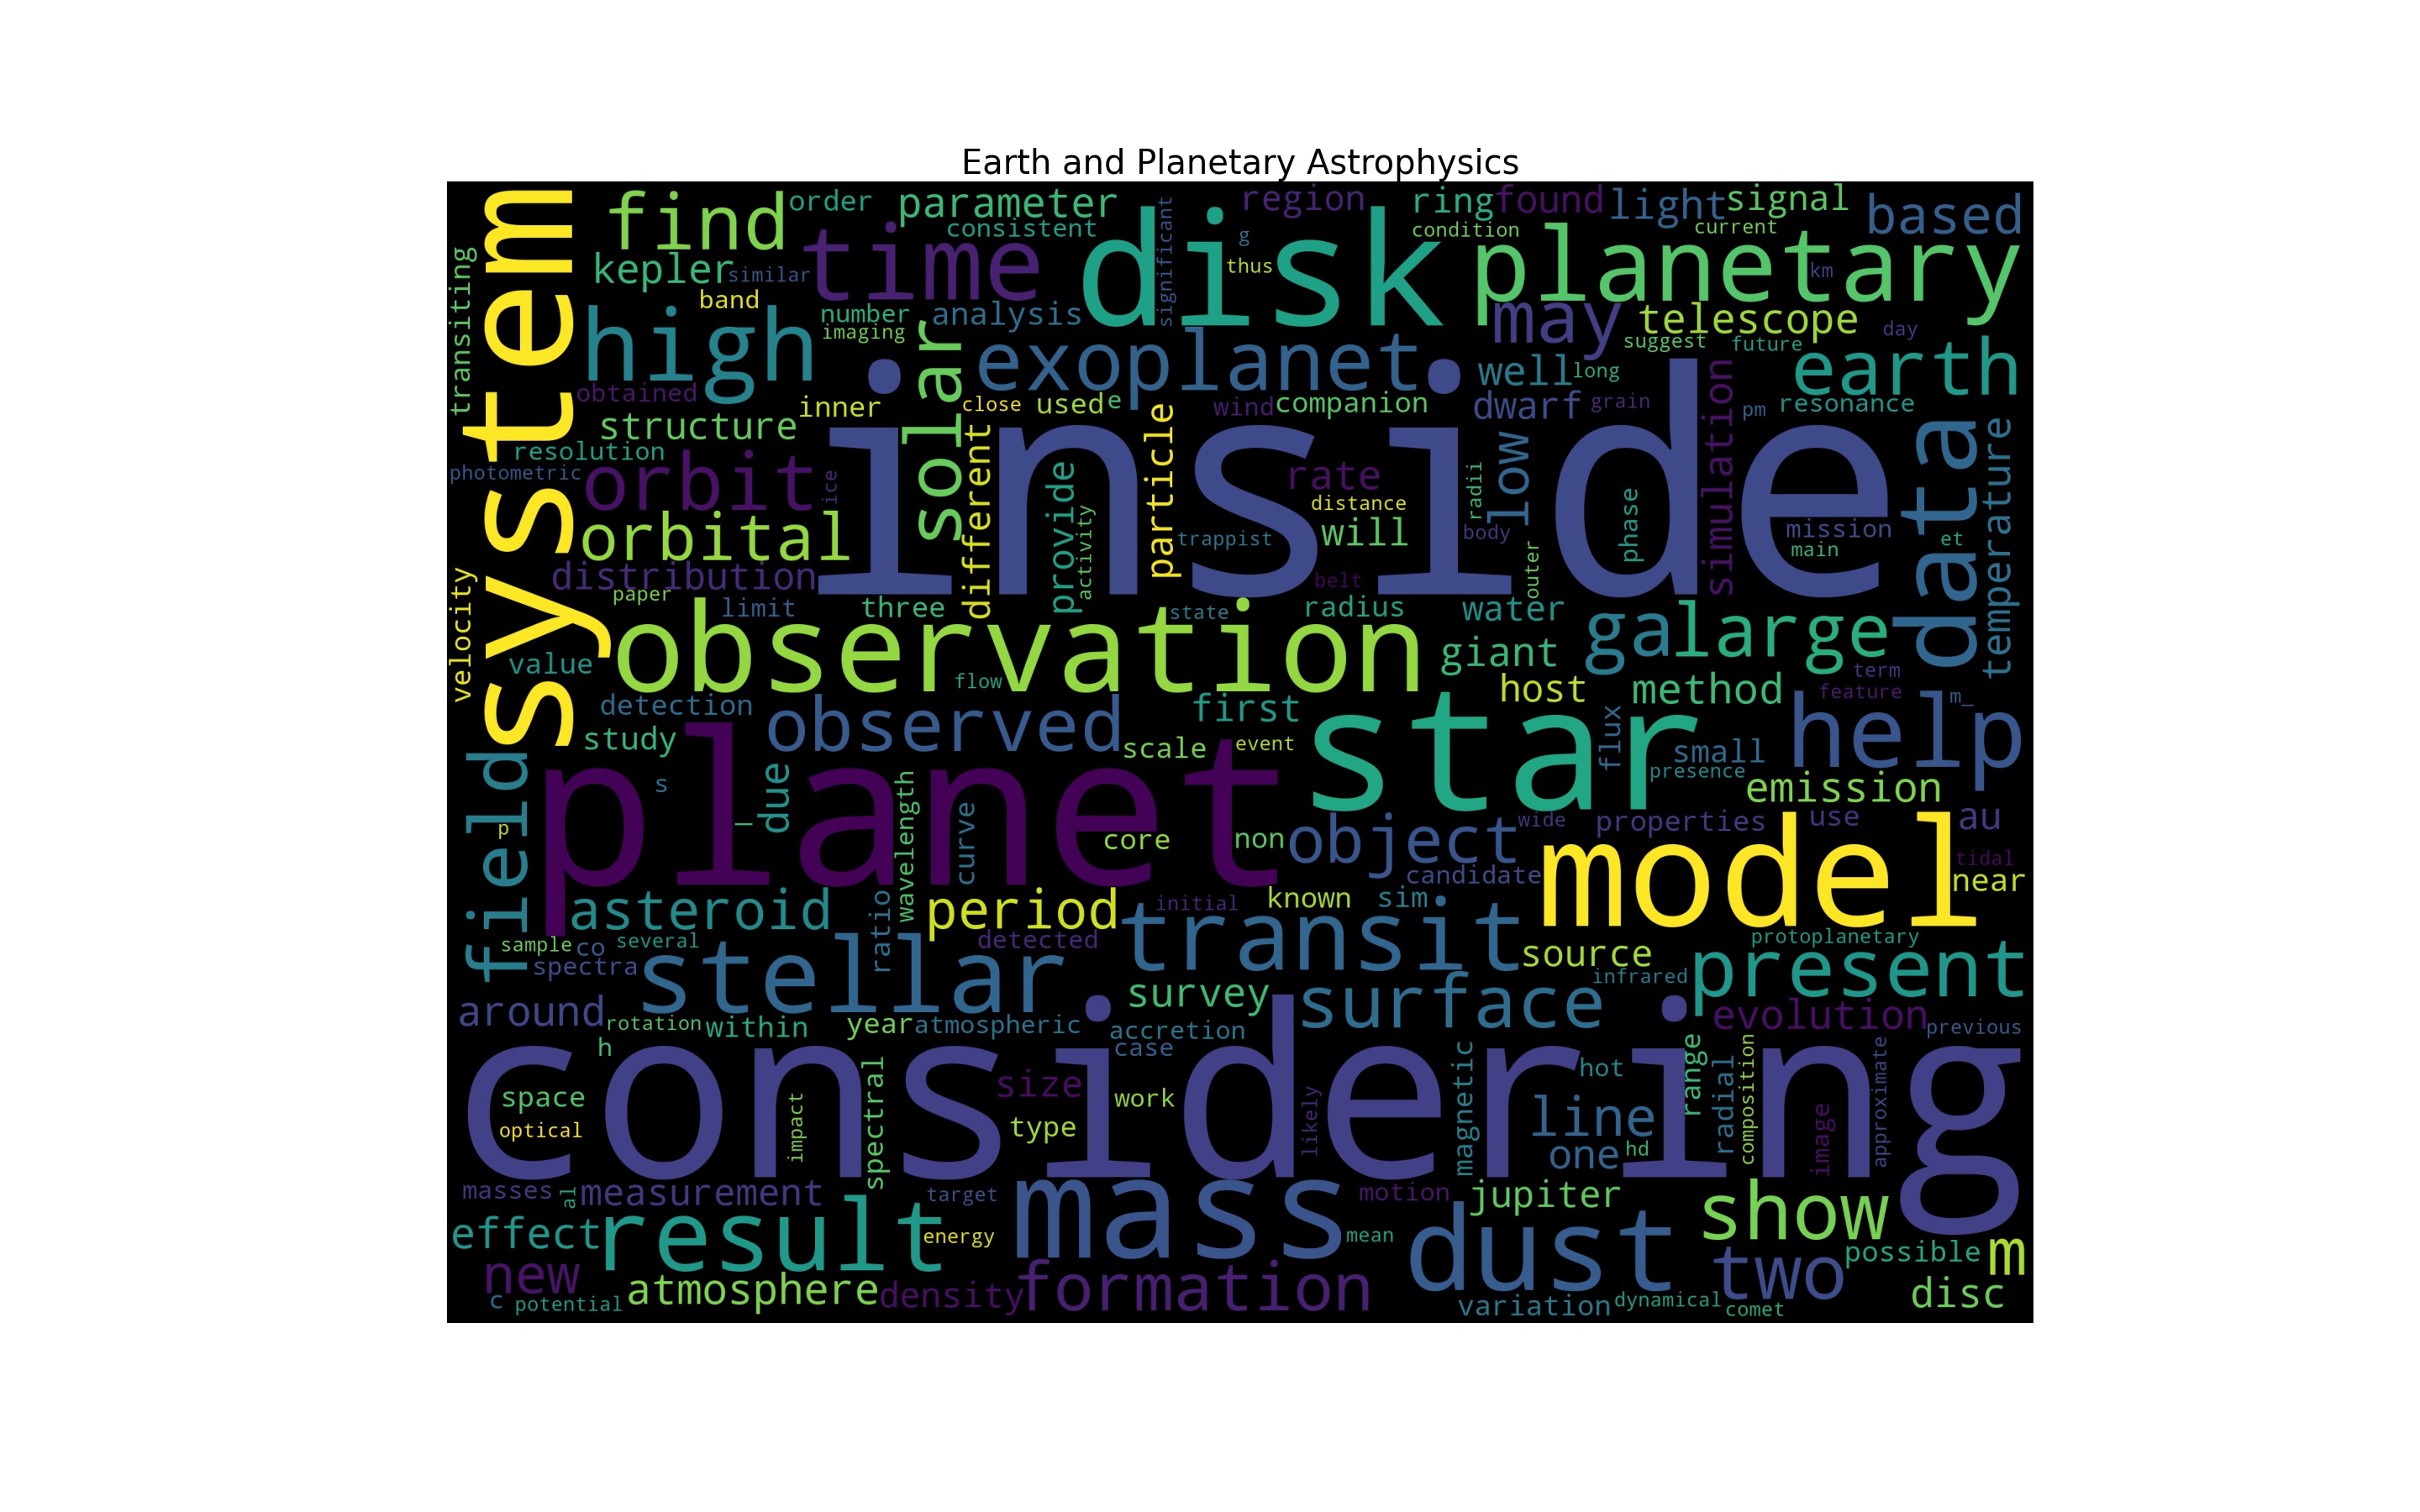 Earth and Planetary Astrophysics
system
find
order
parameter
consistent
significant
region
ring
found
light
signal
based
transiting
kepler
similar
time
disk
g
thus
condition
current
planetary
km
band
high
number
imaging
analysis
solar
exoplanet
may
telescope
suggest
future
day
earth
obtained
structure
inner
close
used
e
wind
companion
well
long
dwarf
grain
simulation
pm
resonance
resolution
photometric
orbit
ice
inside
different
provide
activity
particle
trappist
rate
distance
will
radii
low
body
outer
phase
mission
main
et
data
temperature
orbital
distribution
paper
limit
three
belt
state
radius
water
velocity
value
observation
flow
giant
ga
large
term
feature
m_
host
method
detection
observed
first
star
help
study
scale
event
flux
small
presence
emission
field
planet
s
_
due
p
wavelength
curve
core
non
object
wide
properties
use
au
candidate
model
tidal
near
asteroid
ratio
period
initial
known
sim
transit
sample
co
several
spectra
stellar
detected
source
infrared
protoplanetary
present
around
rotation
within
year
atmospheric
survey
accretion
case
surface
evolution
previous
h
considering
space
optical
impact
spectral
size
type
work
likely
magnetic
line
one
hd
hot
range
radial
composition
image
approximate
masses
al
measurement
target
mass
motion
jupiter
show
effect
result
energy
mean
dust
two
possible
m
new
c
potential
atmosphere
density
formation
variation
dynamical
comet
disc